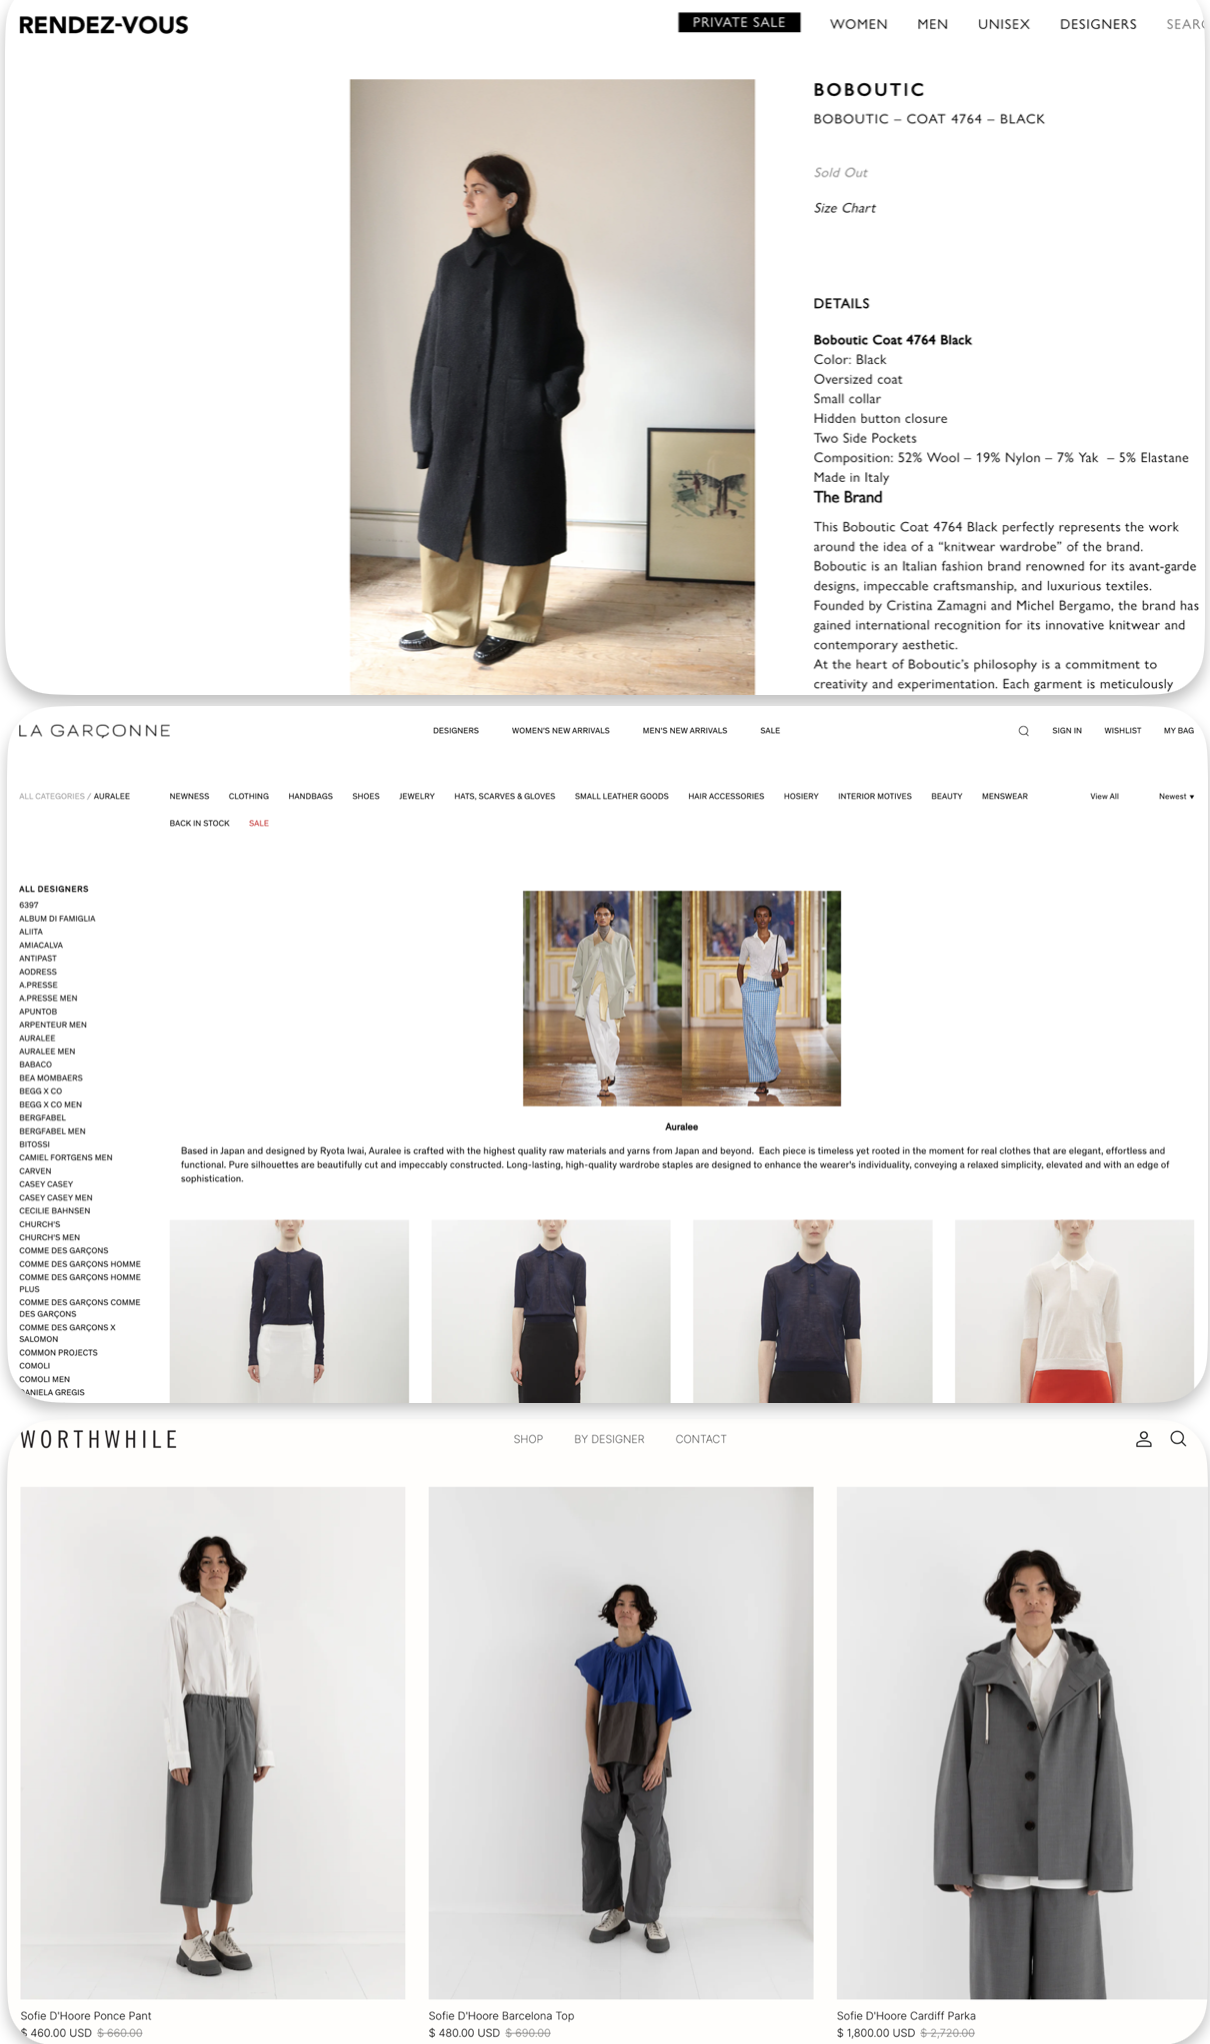 RENDEZ-VOUS
PRIVATE SALE
WOMEN
MEN
UNISEX
DESIGNERS
BOBOUTIC
BOBOUTIC – COAT 4764 – BLACK
Sold Out
Size Chart
DETAILS
Boboutic Coat 4764 Black
Color: Black
Oversized coat
Small collar
Hidden button closure
Two Side Pockets
Composition: 52% Wool – 19% Nylon – 7% Yak – 5% Elastane
Made in Italy
The Brand
This Boboutic Coat 4764 Black perfectly represents the work
around the idea of a “knitwear wardrobe” of the brand.
Boboutic is an Italian fashion brand renowned for its avant-garde
designs, impeccable craftsmanship, and luxurious textiles.
Founded by Cristina Zamagni and Michel Bergamo, the brand has
gained international recognition for its innovative knitwear and
contemporary aesthetic.
At the heart of Boboutic’s philosophy is a commitment to
creativity and experimentation. Each garment is meticulously
LA GARÇONNE
DESIGNERS
WOMEN'S NEW ARRIVALS
MEN'S NEW ARRIVALS
SALE
SIGN IN
WISHLIST
MY BAG
ALL CATEGORIES / AURALEE
NEWNESS
CLOTHING
HANDBAGS
SHOES
JEWELRY
HATS, SCARVES & GLOVES
SMALL LEATHER GOODS
HAIR ACCESSORIES
HOSIERY
INTERIOR MOTIVES
BEAUTY
MENSWEAR
View All
Newest ▾
BACK IN STOCK
SALE
ALL DESIGNERS
6397
ALBUM DI FAMIGLIA
ALIITA
AMIACALVA
ANTIPAST
AODRESS
A.PRESSE
A.PRESSE MEN
APUNTOB
ARPENTEUR MEN
AURALEE
AURALEE MEN
BABACO
BEA MOMBAERS
BEGG X CO
BEGG X CO MEN
BERGFABEL
BERGFABEL MEN
BITOSSI
CAMIEL FORTGENS MEN
CARVEN
CASEY CASEY
CASEY CASEY MEN
CECILIE BAHNSEN
CHURCH'S
CHURCH'S MEN
COMME DES GARÇONS
COMME DES GARÇONS HOMME
COMME DES GARÇONS HOMME
PLUS
COMME DES GARÇONS COMME
DES GARÇONS
COMME DES GARÇONS X
SALOMON
COMMON PROJECTS
COMOLI
COMOLI MEN
DANIELA GREGIS
Auralee
Based in Japan and designed by Ryota Iwai, Auralee is crafted with the highest quality raw materials and yarns from Japan and beyond. Each piece is timeless yet rooted in the moment for real clothes that are elegant, effortless and
functional. Pure silhouettes are beautifully cut and impeccably constructed. Long-lasting, high-quality wardrobe staples are designed to enhance the wearer's individuality, conveying a relaxed simplicity, elevated and with an edge of
sophistication.
WORTHWHILE
SHOP
BY DESIGNER
CONTACT
Sofie D'Hoore Ponce Pant
$ 460.00 USD $ 660.00
Sofie D'Hoore Barcelona Top
$ 480.00 USD $ 690.00
Sofie D'Hoore Cardiff Parka
$ 1,800.00 USD $ 2,720.00